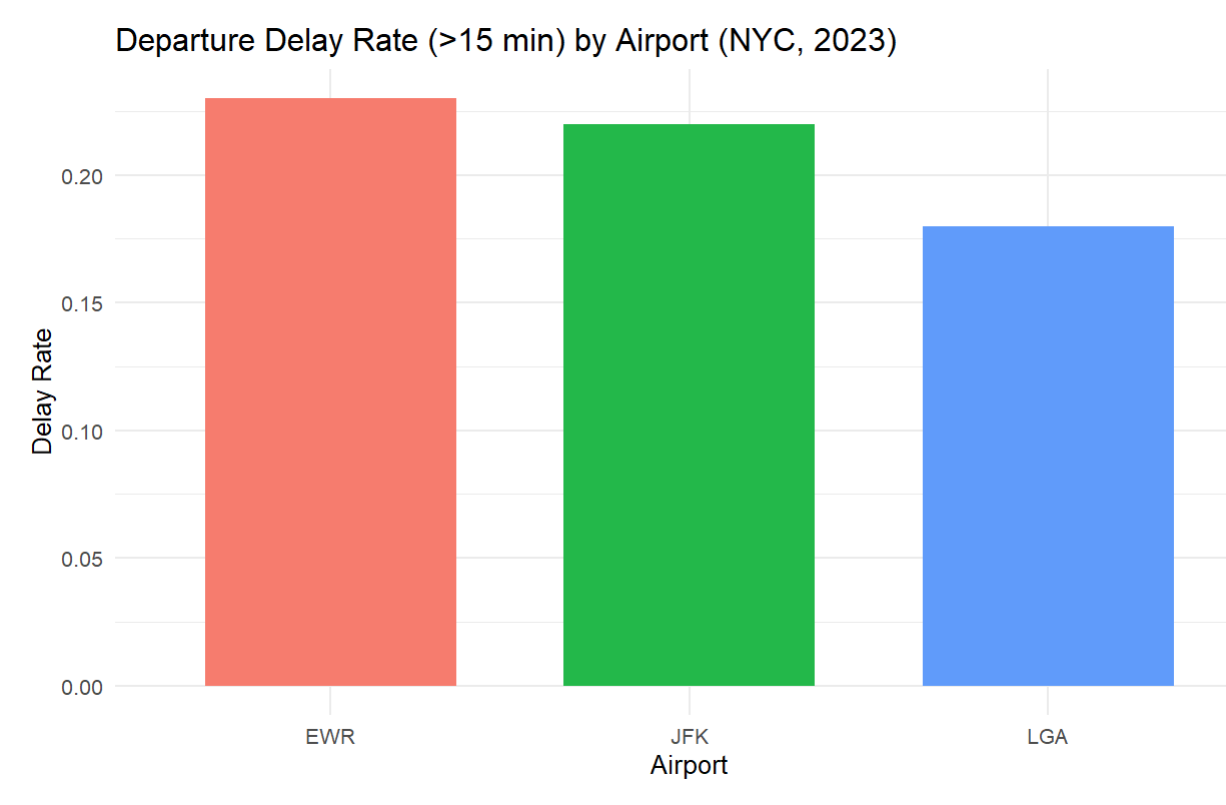 Departure Delay Rate (>15 min) by Airport (NYC, 2023)
Delay Rate
0.20
0.15
0.10
0.05
0.00
EWR JFK LGA
Airport